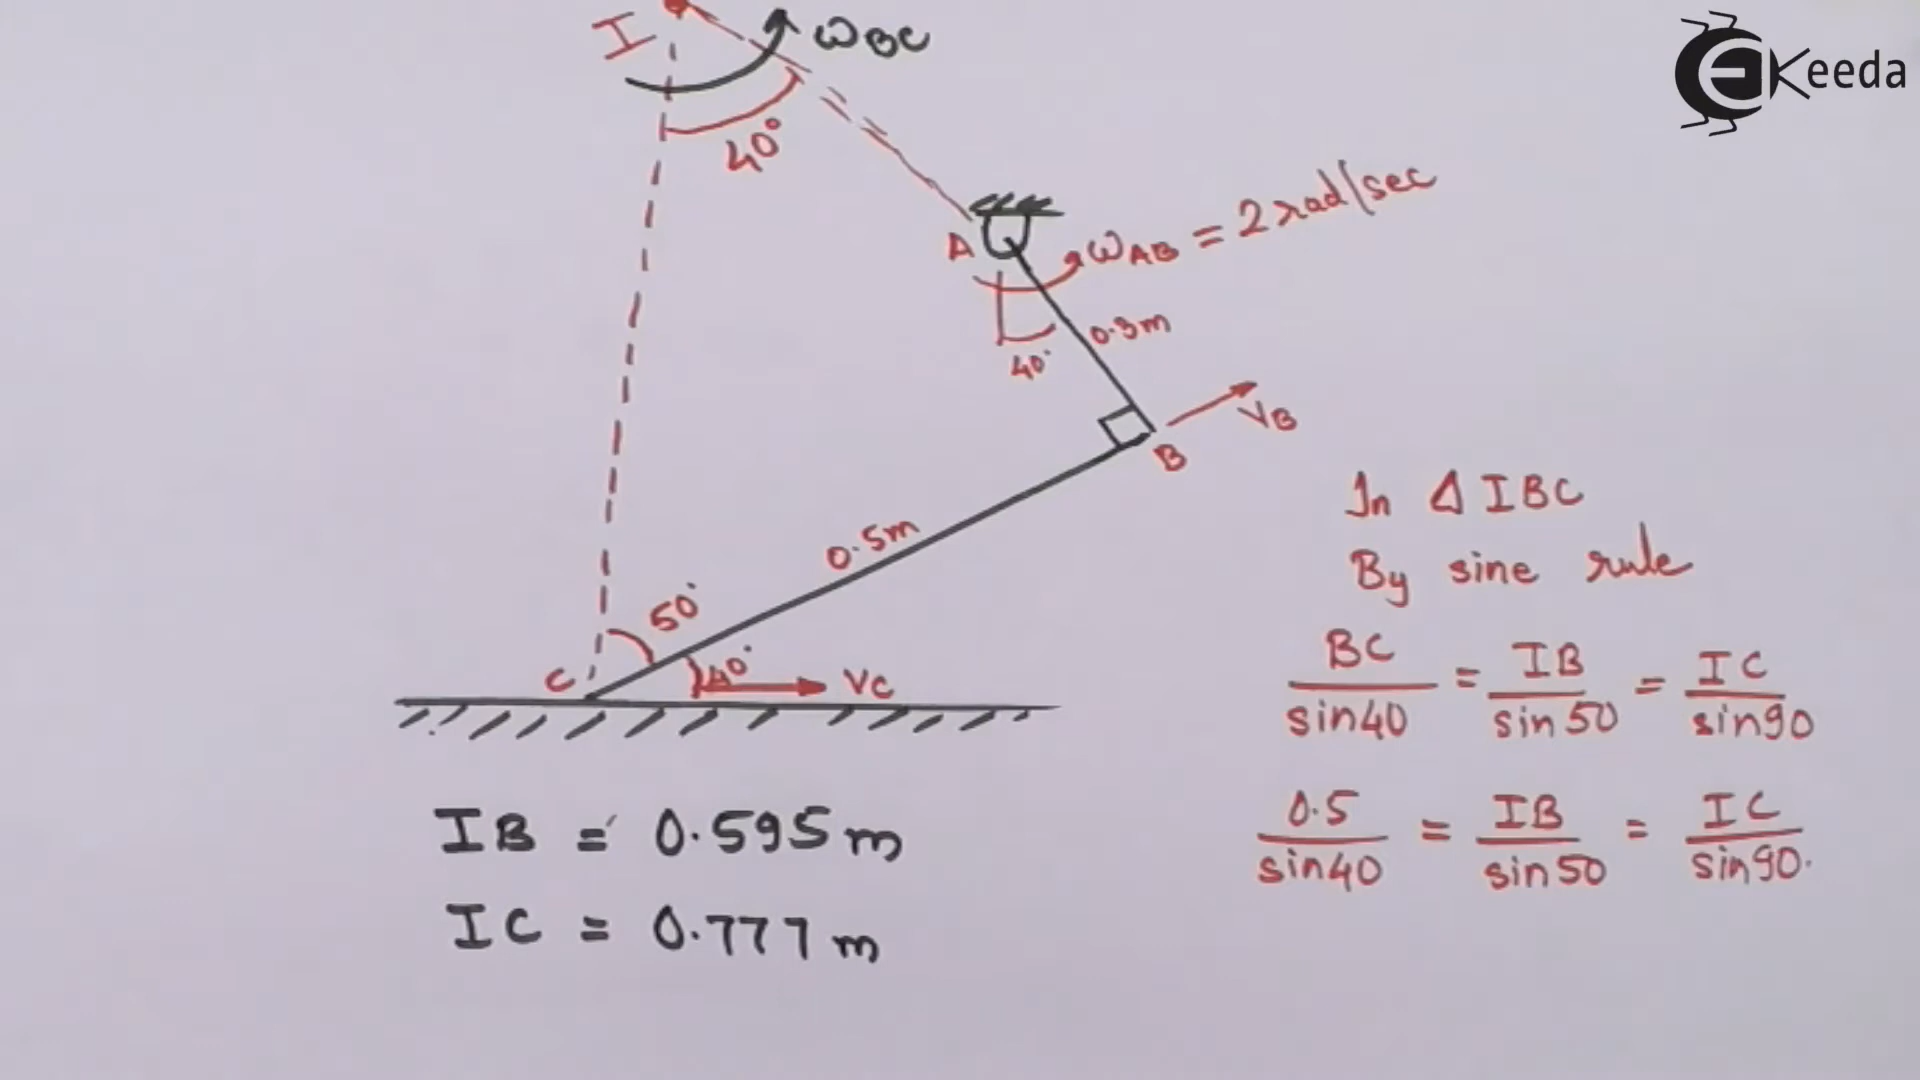 I
ωBC
Keeda
40°
A
ωAB = 2 rad/sec
0.3m
40°
VB
B
In Δ IBC
0.5m
By sine rule
50°
BC/sin40 = IB/sin50 = IC/sin90
C
40°
VC
0.5/sin40 = IB/sin50 = IC/sin90.
IB = 0.595 m
IC = 0.777 m